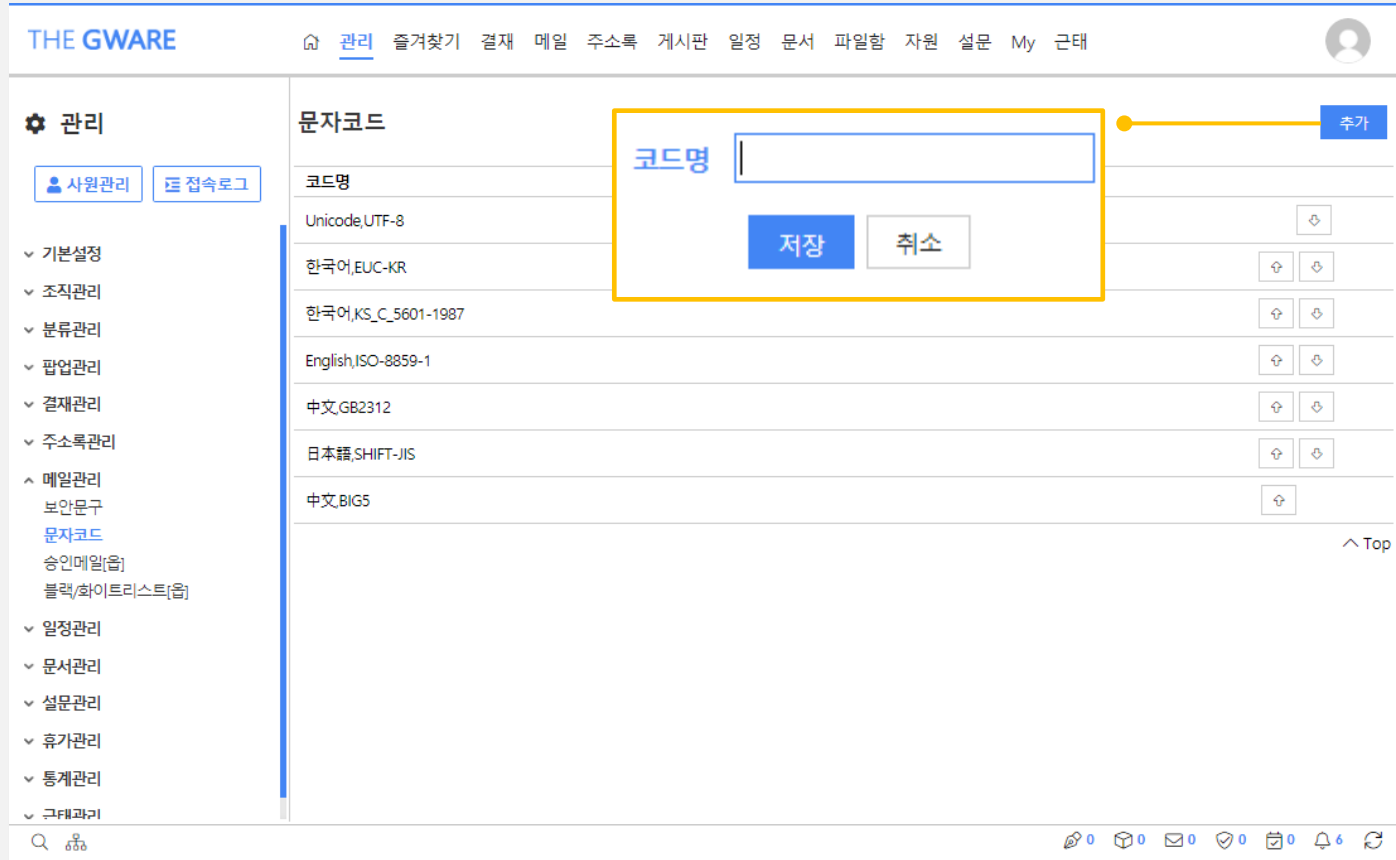 THE GWARE
관리 즐겨찾기 결재 메일 주소록 게시판 일정 문서 파일함 자원 설문 My 근태
관리
사원관리 접속로그
기본설정
조직관리
분류관리
팝업관리
결재관리
주소록관리
메일관리
보안문구
문자코드
승인메일[옵]
블랙/화이트리스트[옵]
일정관리
문서관리
설문관리
휴가관리
통계관리
근태관리
문자코드
추가
코드명
저장 취소
코드명
Unicode,UTF-8
한국어,EUC-KR
한국어,KS_C_5601-1987
English,ISO-8859-1
中文,GB2312
日本語,SHIFT-JIS
中文,BIG5
Top
0 0 0 0 0 6